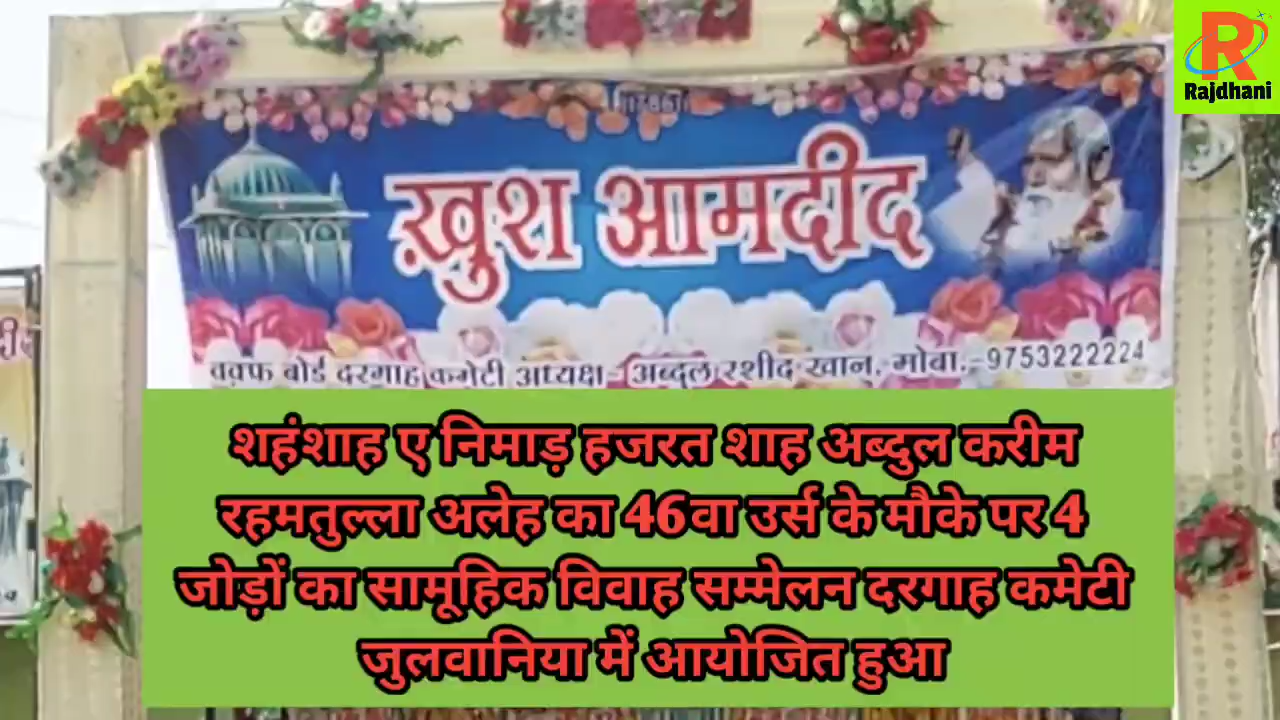 R
Rajdhani
ख़ुश आमदीद
वक़्फ बोर्ड दरगाह कमेटी अध्यक्ष- अब्दुल रशीद खान, मोबा.-9753222224
शहंशाह ए निमाड़ हजरत शाह अब्दुल करीम
रहमतुल्ला अलेह का 46वा उर्स के मौके पर 4
जोड़ों का सामूहिक विवाह सम्मेलन दरगाह कमेटी
जुलवानिया में आयोजित हुआ